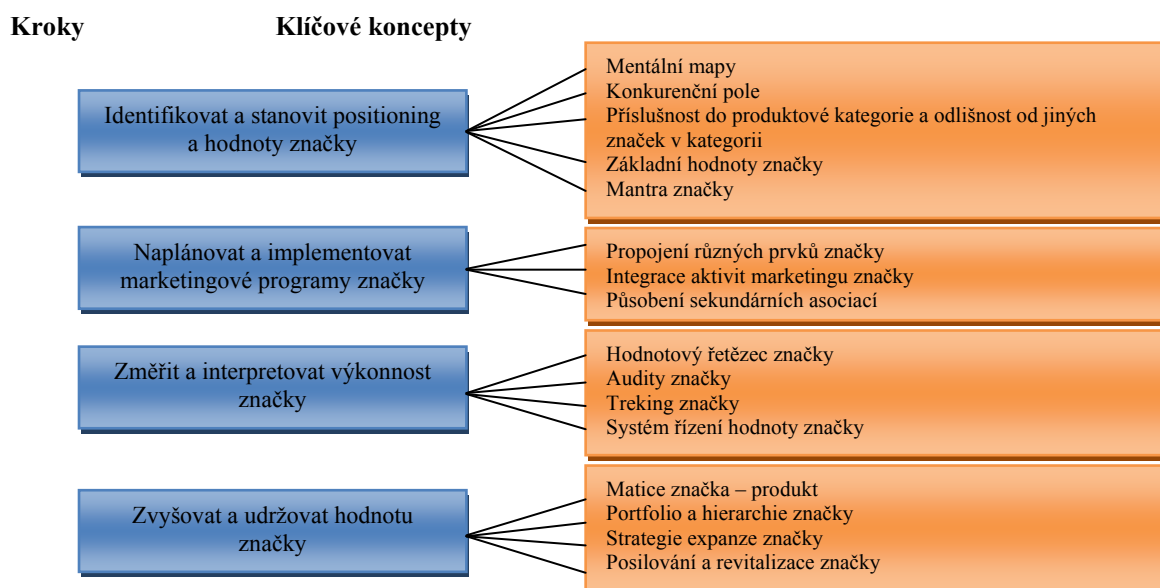 Kroky Klíčové koncepty
Identifikovat a stanovit positioning
a hodnoty značky
Mentální mapy
Konkurenční pole
Příslušnost do produktové kategorie a odlišnost od jiných
značek v kategorii
Základní hodnoty značky
Mantra značky
Naplánovat a implementovat
marketingové programy značky
Propojení různých prvků značky
Integrace aktivit marketingu značky
Působení sekundárních asociací
Změřit a interpretovat výkonnost
značky
Hodnotový řetězec značky
Audity značky
Treking značky
Systém řízení hodnoty značky
Zvyšovat a udržovat hodnotu
značky
Matice značka – produkt
Portfolio a hierarchie značky
Strategie expanze značky
Posilování a revitalizace značky